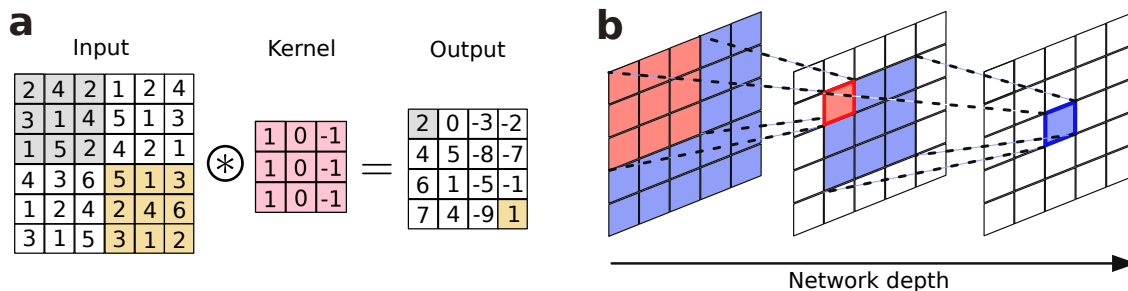 a
Input Kernel Output
2 4 2 1 2 4
3 1 4 5 1 3
1 5 2 4 2 1
4 3 6 5 1 3
1 2 4 2 4 6
3 1 5 3 1 2
⊛
1 0 -1
1 0 -1
1 0 -1
=
2 0 -3 -2
4 5 -8 -7
6 1 -5 -1
7 4 -9 1
b
Network depth